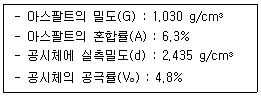 - 아스팔트의 밀도(G) : 1.030 g/cm³
- 아스팔트의 혼합률(A) : 6.3%
- 공시체에 실측밀도(d) : 2.435 g/cm³
- 공시체의 공극률(Vₒ) : 4.8%